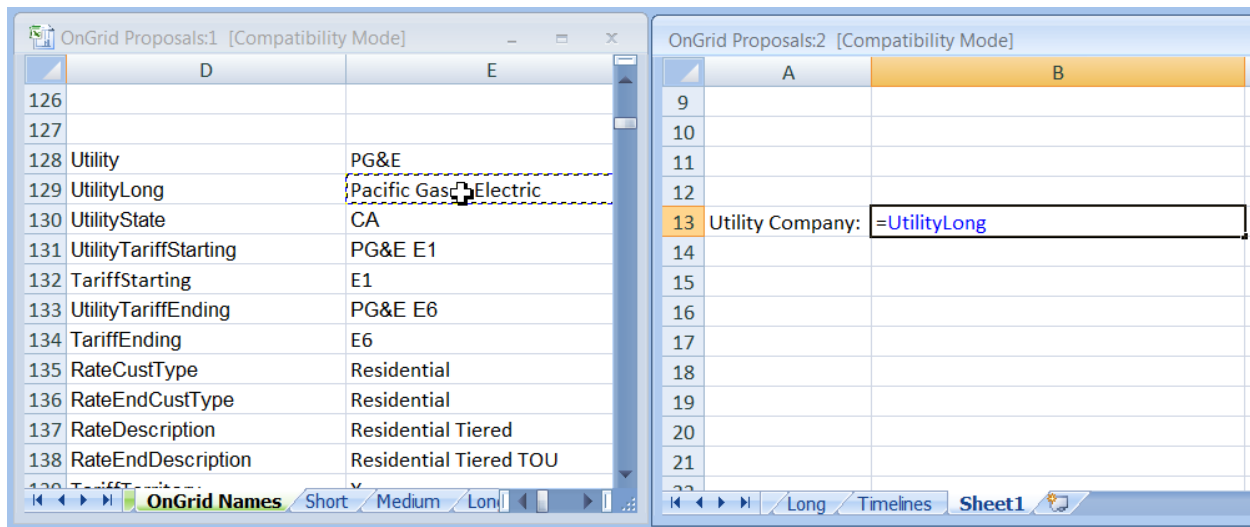 OnGrid Proposals:1 [Compatibility Mode]
D E
126
127
128 Utility PG&E
129 UtilityLong Pacific Gas Electric
130 UtilityState CA
131 UtilityTariffStarting PG&E E1
132 TariffStarting E1
133 UtilityTariffEnding PG&E E6
134 TariffEnding E6
135 RateCustType Residential
136 RateEndCustType Residential
137 RateDescription Residential Tiered
138 RateEndDescription Residential Tiered TOU
OnGrid Names Short Medium Long
OnGrid Proposals:2 [Compatibility Mode]
A B
9
10
11
12
13 Utility Company: =UtilityLong
14
15
16
17
18
19
20
21
Long Timelines Sheet1